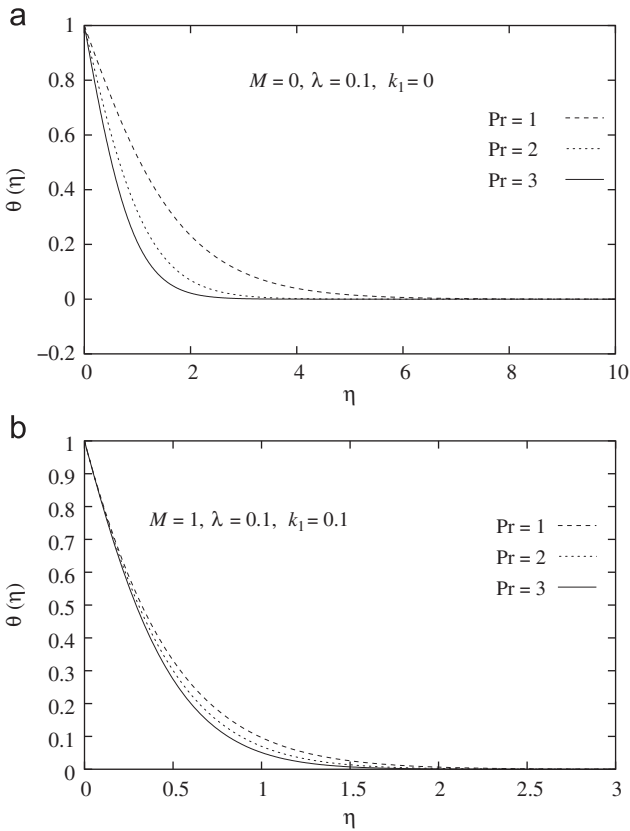 a
1
0.8
0.6
0.4
0.2
0
−0.2
θ (η)
M = 0, λ = 0.1, k₁ = 0
Pr = 1
Pr = 2
Pr = 3
0 2 4 6 8 10
η
b
1
0.9
0.8
0.7
0.6
0.5
0.4
0.3
0.2
0.1
0
θ (η)
M = 1, λ = 0.1, k₁ = 0.1
Pr = 1
Pr = 2
Pr = 3
0 0.5 1 1.5 2 2.5 3
η